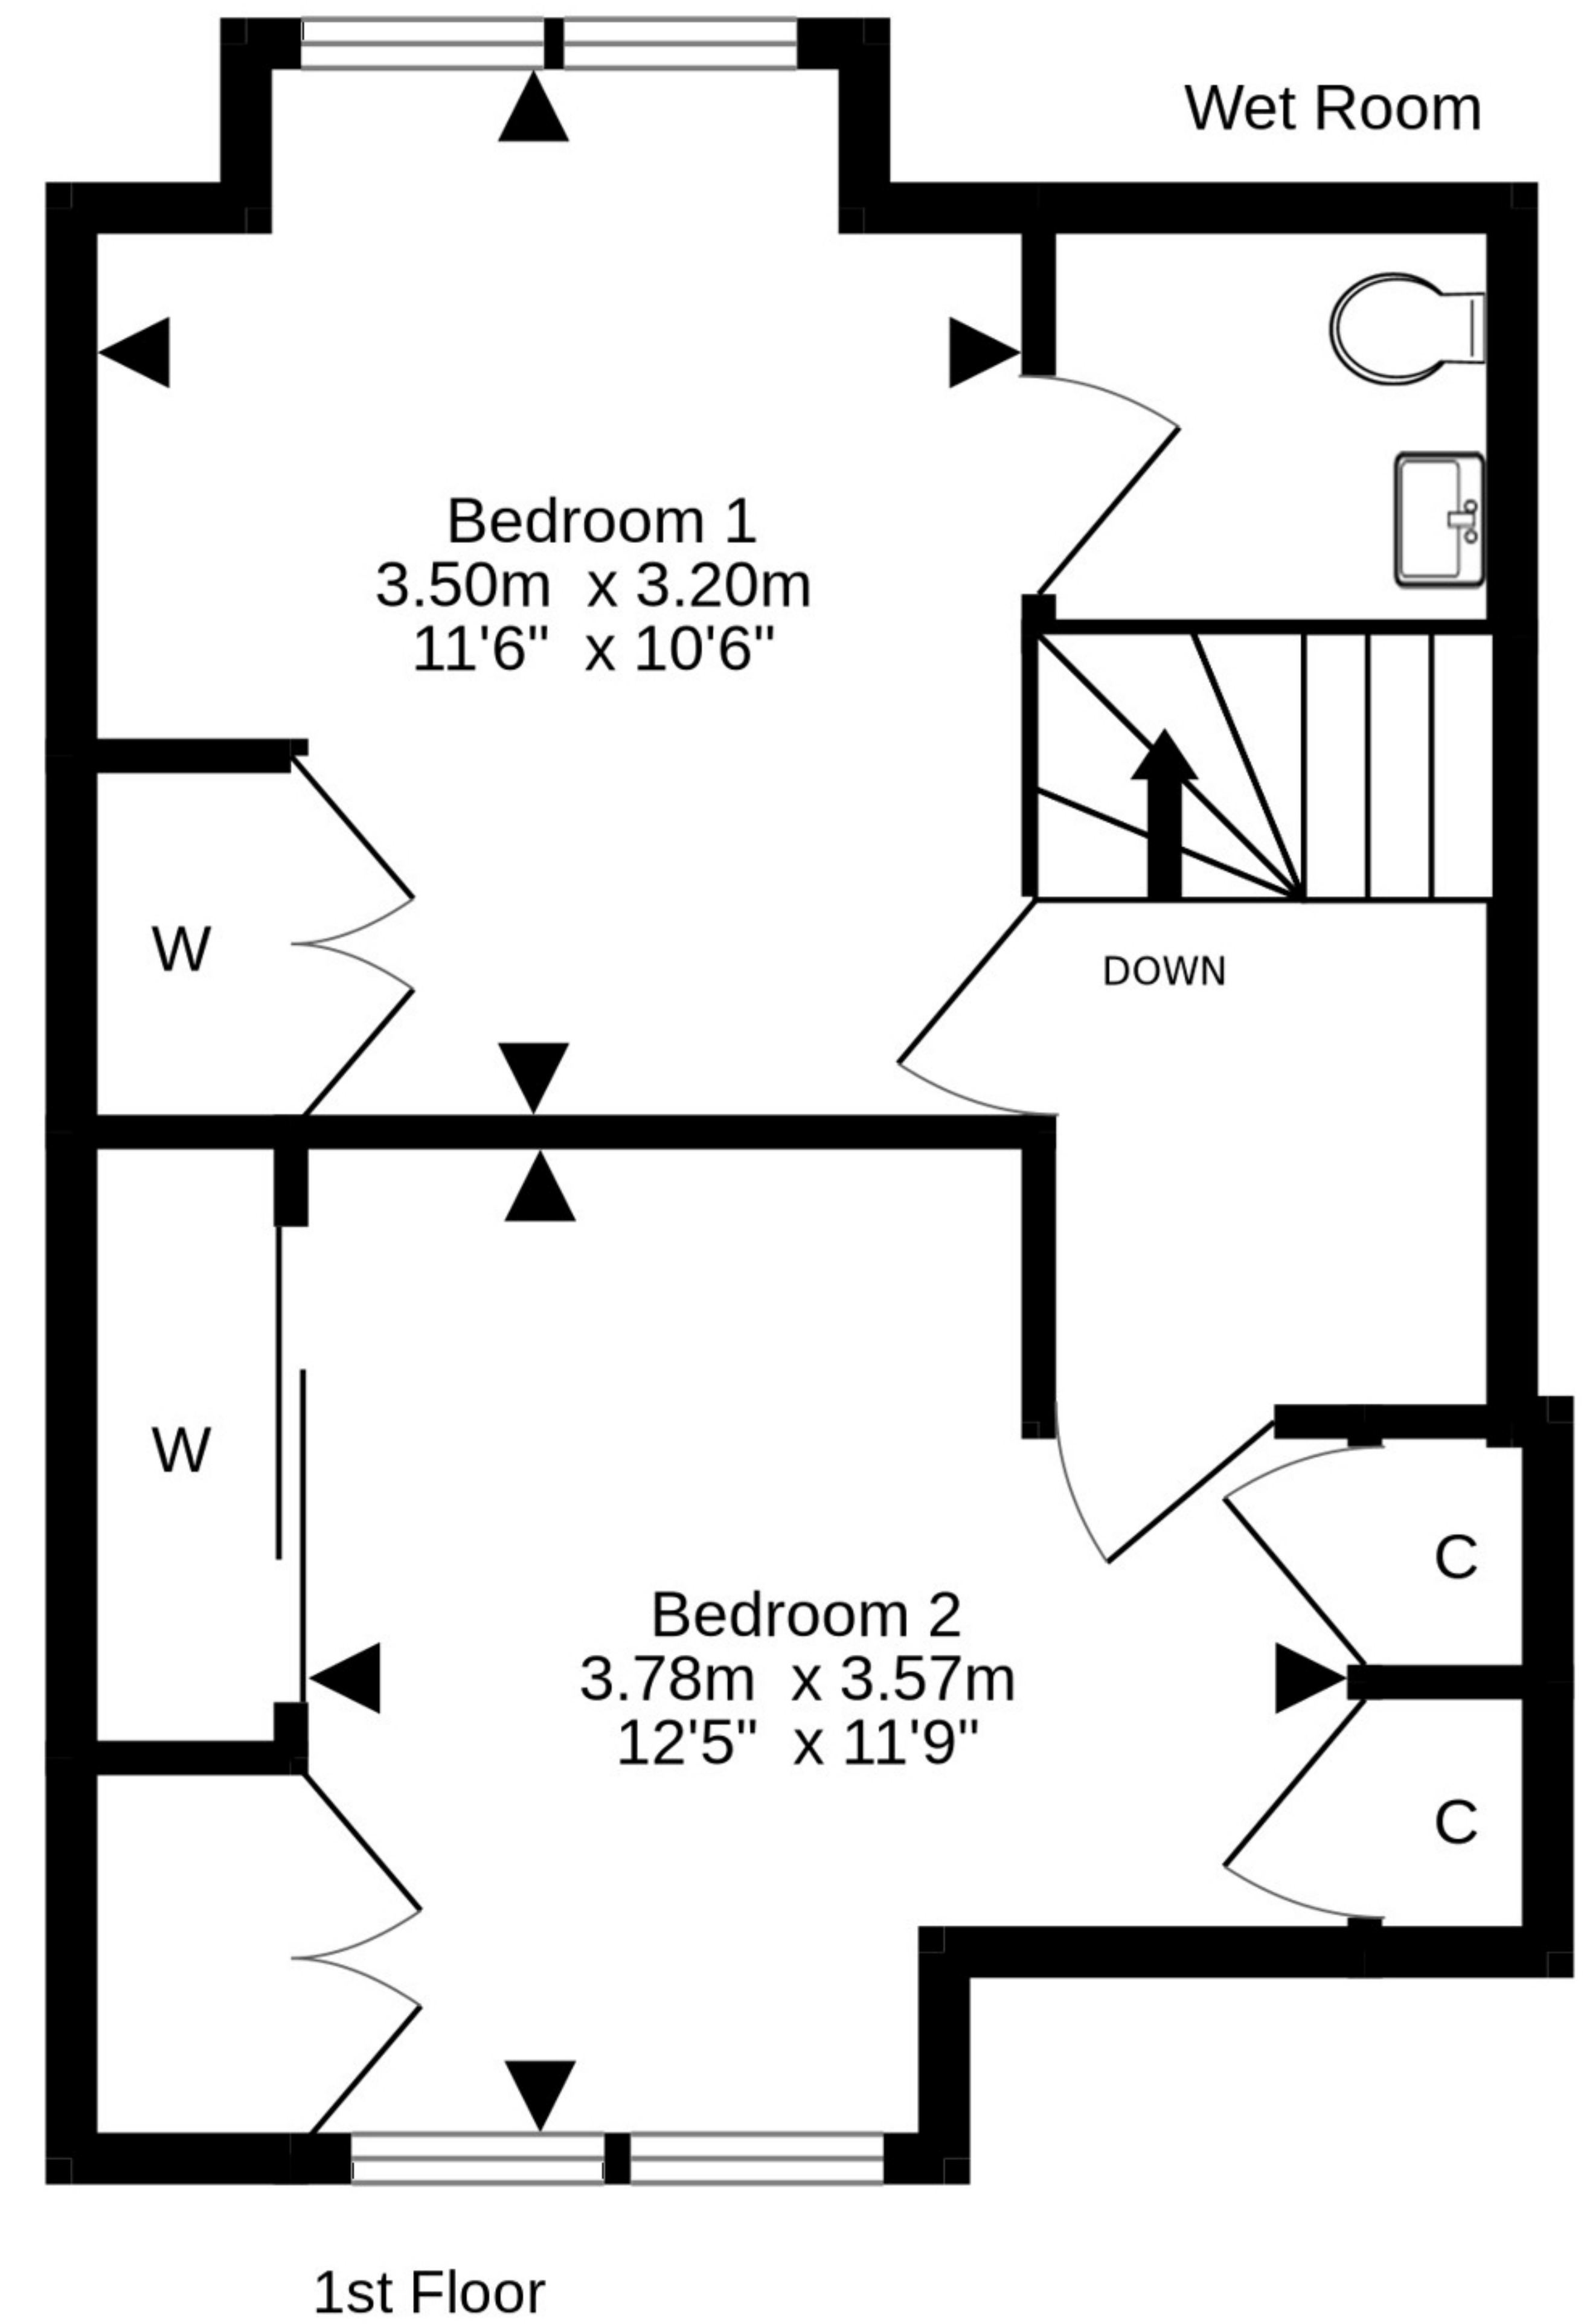 Wet Room
Bedroom 1
3.50m x 3.20m
11'6" x 10'6"
W
DOWN
W
C
Bedroom 2
3.78m x 3.57m
12'5" x 11'9"
C
1st Floor